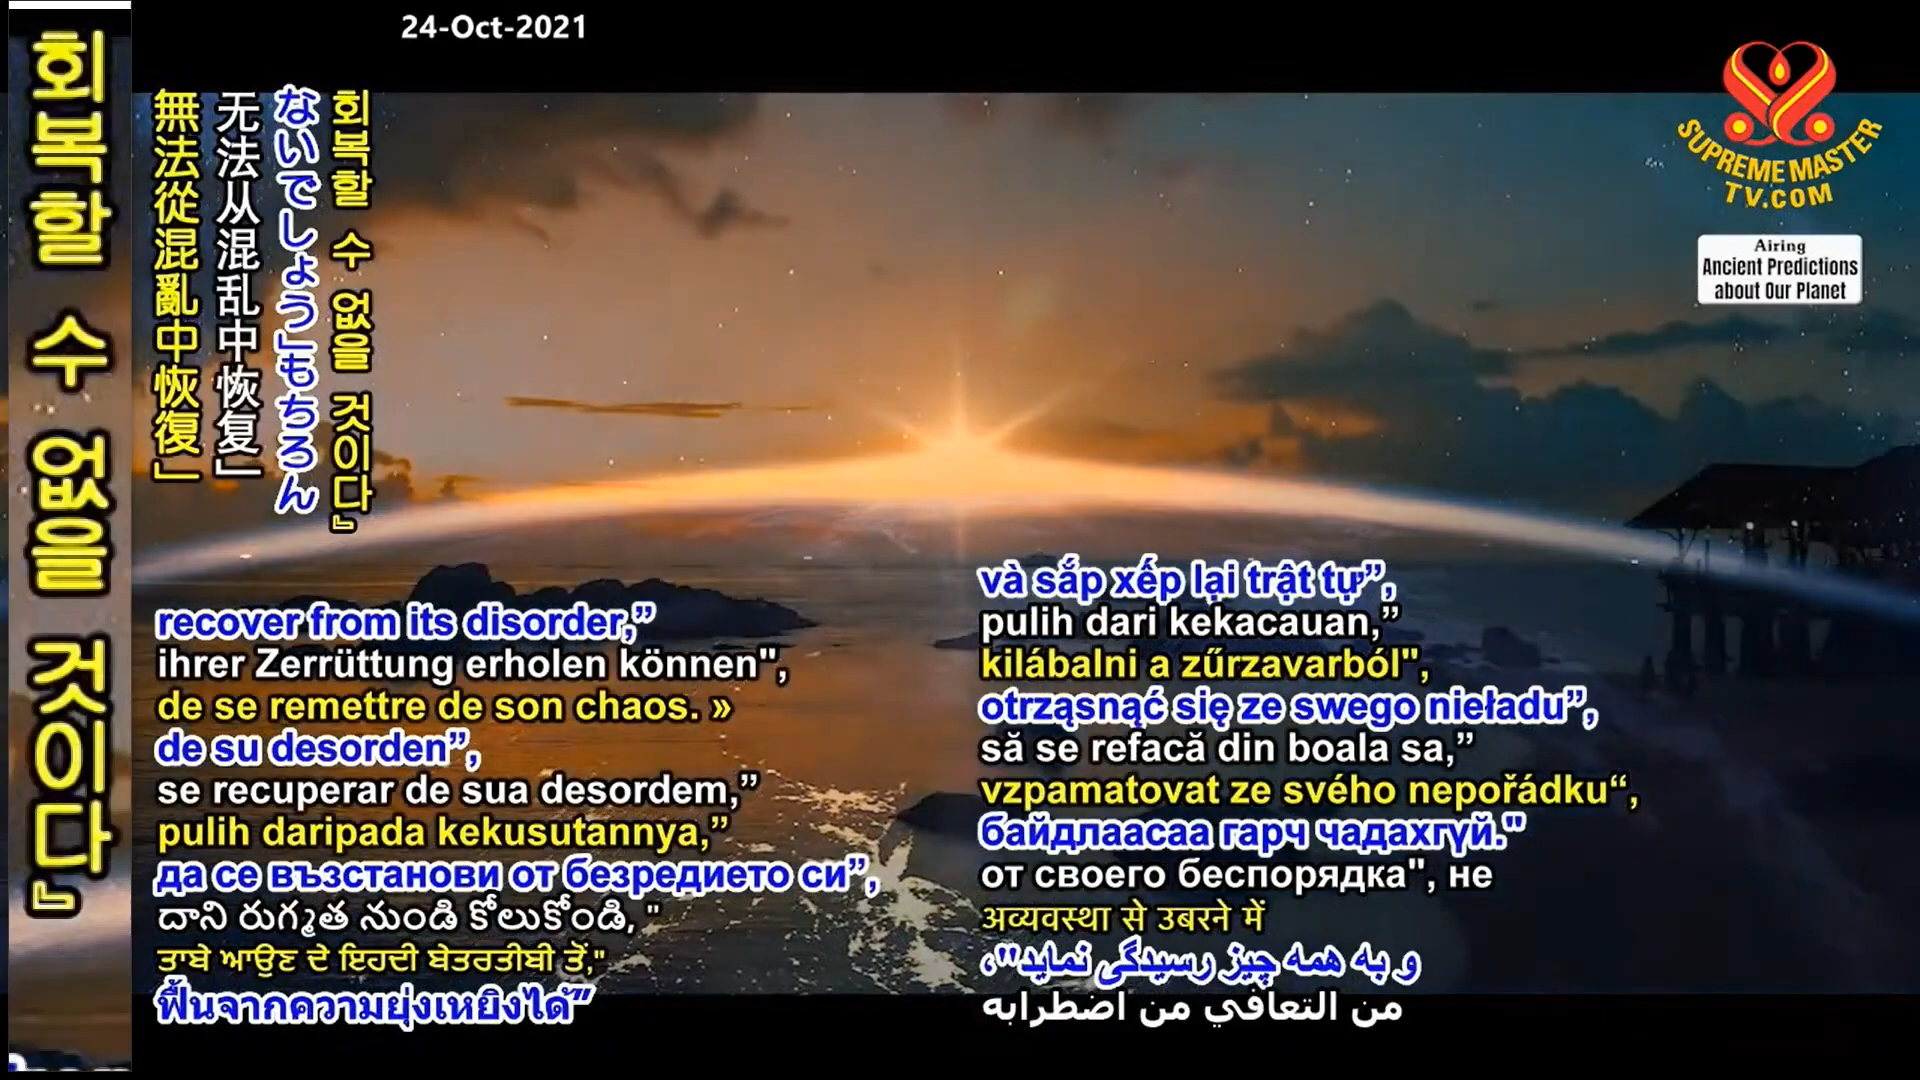 24-Oct-2021
회복할 수 없을 것이다』
회복할 수 없을 것이다』
ないでしょう」もちろん
无法从混乱中恢复」
無法從混亂中恢復」
SUPREME MASTER
TV.COM
Airing
Ancient Predictions
about Our Planet
recover from its disorder,”
ihrer Zerrüttung erholen können",
de se remettre de son chaos. »
de su desorden”,
se recuperar de sua desordem,”
pulih daripada kekusutannya,”
да се възстанови от безредието си”,
దాని రుగ్మత నుండి కోలుకోండి, "
ਤਾਬੇ ਆਉਣ ਦੇ ਇਹਦੀ ਬੇਤਰਤੀਬੀ ਤੋਂ,"
ฟื้นจากความยุ่งเหยิงได้”
và sắp xếp lại trật tự”,
pulih dari kekacauan,”
kilábalni a zűrzavarból",
otrząsnąć się ze swego nieładu”,
să se refacă din boala sa,”
vzpamatovat ze svého nepořádku“,
байдлаасаа гарч чадахгүй."
от своего беспорядка", не
अव्यवस्था से उबरने में
و به همه چیز رسیدگی نماید"،
من التعافي من اضطرابه